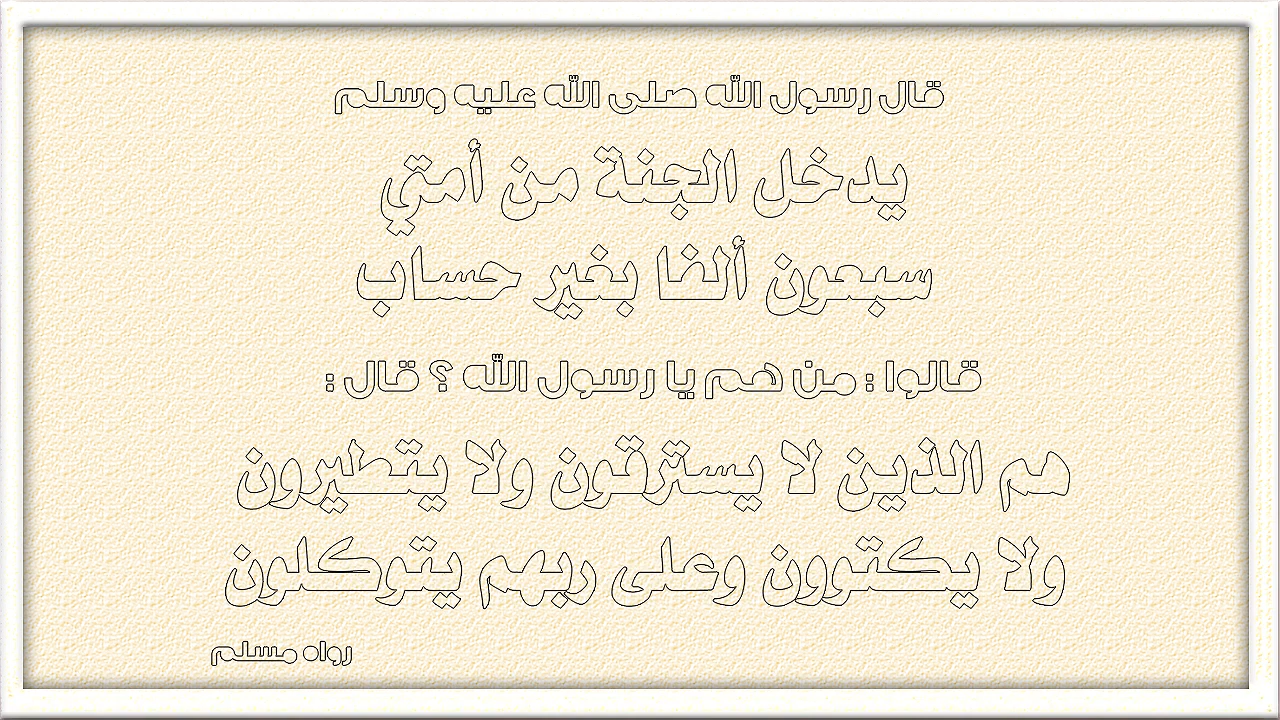 قال رسول الله صلى الله عليه وسلم
يدخل الجنة من أمتي
سبعون ألفا بغير حساب
قالوا : من هم يا رسول الله ؟ قال :
هم الذين لا يسترقون ولا يتطيرون
ولا يكتوون وعلى ربهم يتوكلون
رواه مسلم